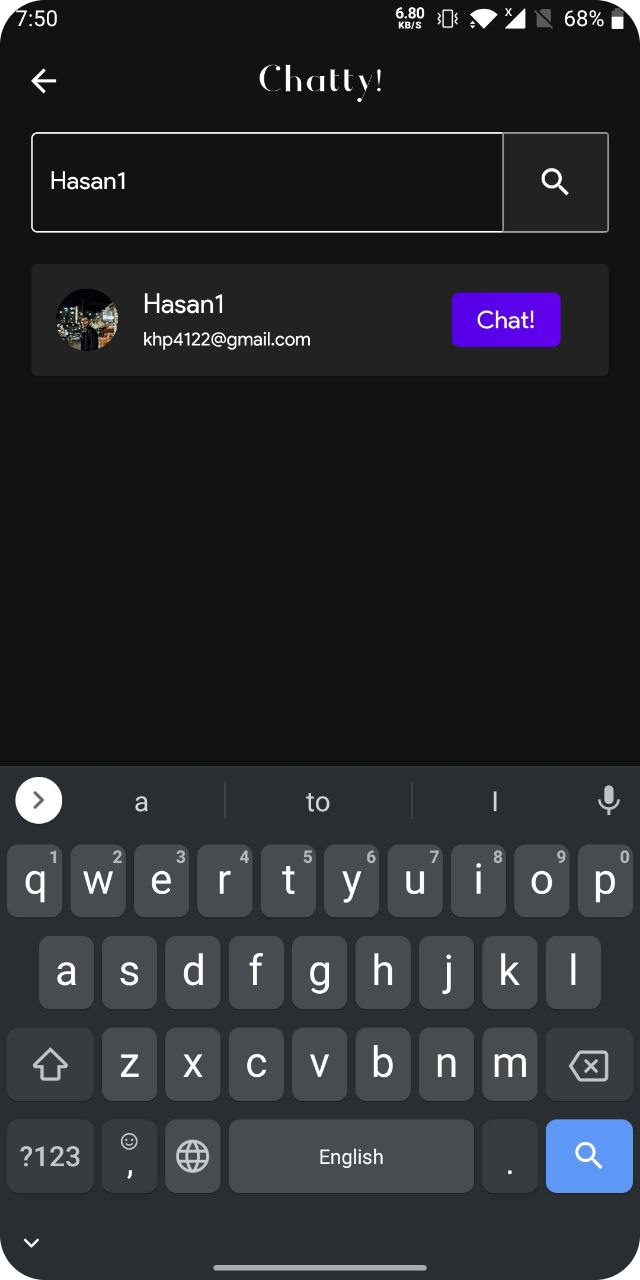 7:50 6.80 KB/S x 68%
Chatty!
Hasan1
Hasan1
khp4122@gmail.com
Chat!
a to I
1 2 3 4 5 6 7 8 9 0
q w e r t y u i o p
a s d f g h j k l
z x c v b n m
?123 , English .